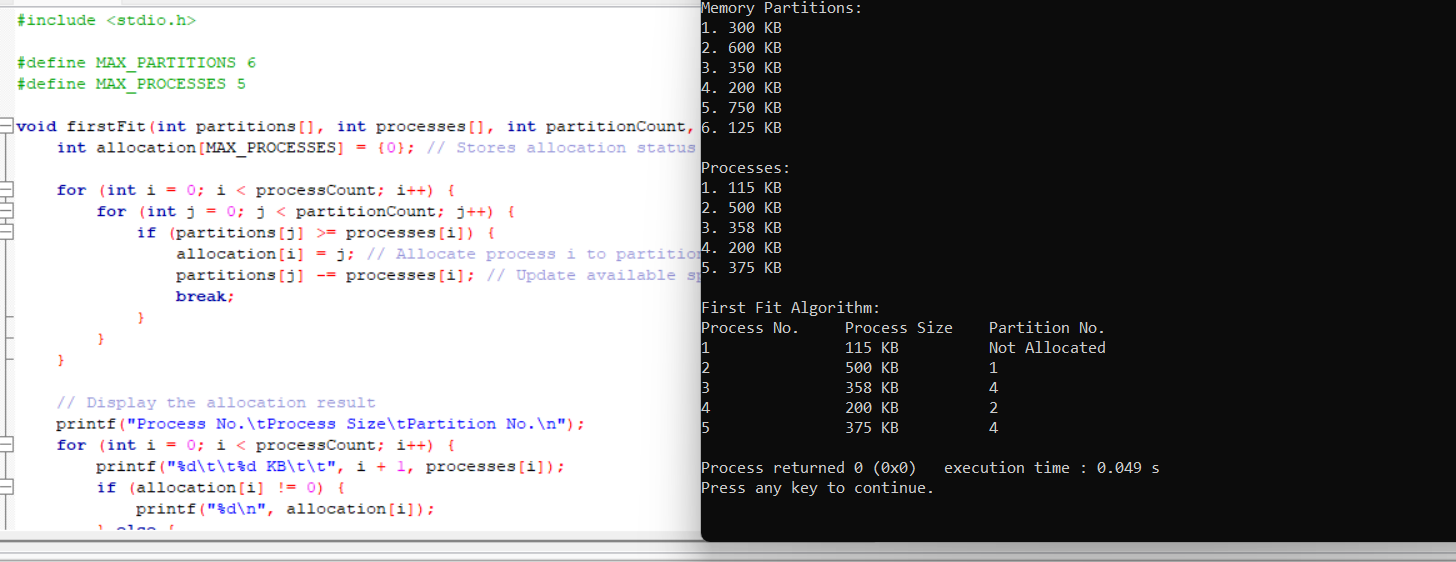 #include <stdio.h>
#define MAX_PARTITIONS 6
#define MAX_PROCESSES 5
void firstFit(int partitions[], int processes[], int partitionCount,
    int allocation[MAX_PROCESSES] = {0}; // Stores allocation status
    for (int i = 0; i < processCount; i++) {
        for (int j = 0; j < partitionCount; j++) {
            if (partitions[j] >= processes[i]) {
                allocation[i] = j; // Allocate process i to
                partitions[j] -= processes[i]; // Update available
                break;
            }
        }
    }
    // Display the allocation result
    printf("Process No.\tProcess Size\tPartition No.\n");
    for (int i = 0; i < processCount; i++) {
        printf("%d\t\t%d KB\t\t", i + 1, processes[i]);
        if (allocation[i] != 0) {
            printf("%d\n", allocation[i]);
        } else {
Memory Partitions:
1. 300 KB
2. 600 KB
3. 350 KB
4. 200 KB
5. 750 KB
6. 125 KB
Processes:
1. 115 KB
2. 500 KB
3. 358 KB
4. 200 KB
5. 375 KB
First Fit Algorithm:
Process No.     Process Size    Partition No.
1               115 KB          Not Allocated
2               500 KB          1
3               358 KB          4
4               200 KB          2
5               375 KB          4
Process returned 0 (0x0)   execution time : 0.049 s
Press any key to continue.